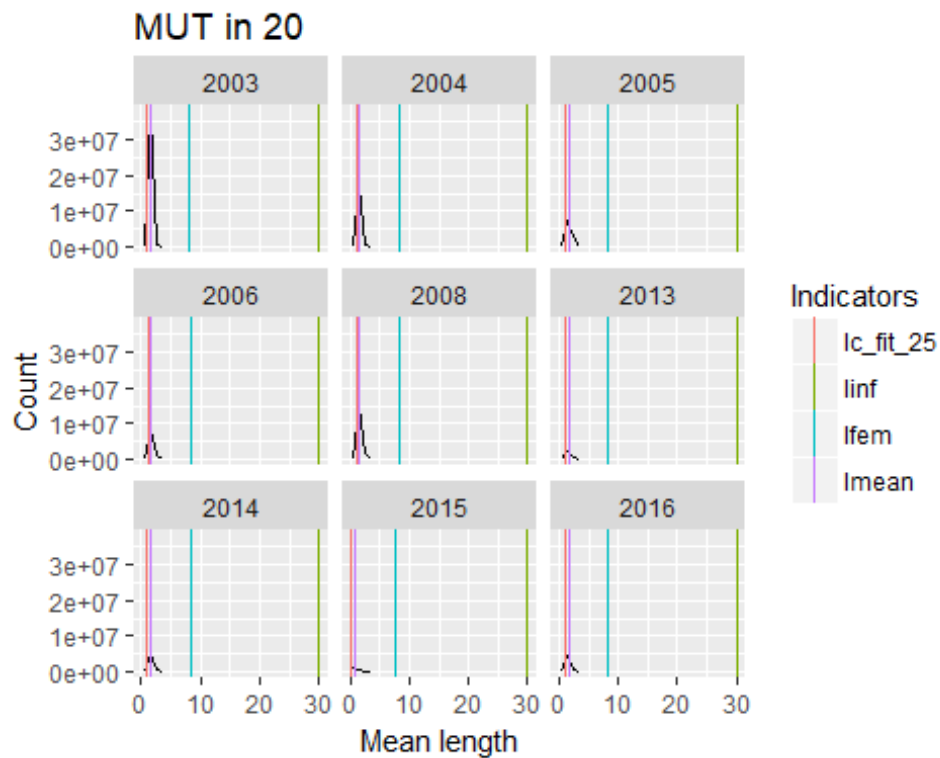 MUT in 20
2003 2004 2005
3e+07
2e+07
1e+07
0e+00
2006 2008 2013
3e+07
2e+07
1e+07
0e+00
2014 2015 2016
3e+07
2e+07
1e+07
0e+00
0 10 20 30 0 10 20 30 0 10 20 30
Mean length
Count
Indicators
lc_fit_25
linf
lfem
lmean